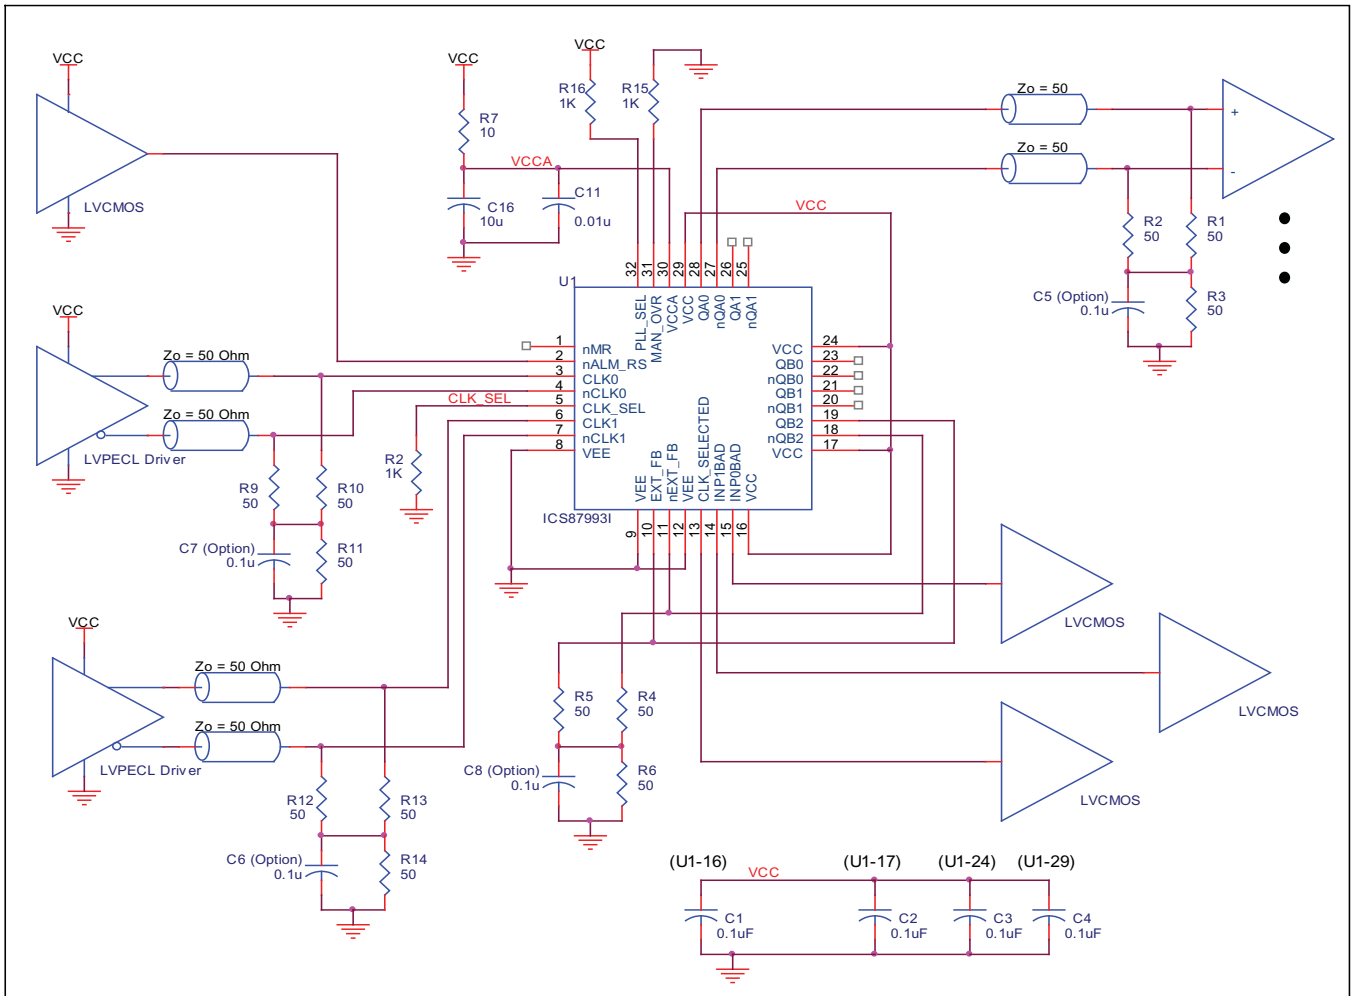 VCC
LVCMOS
VCC
R7
10
VCCA
C16
10u
C11
0.01u
VCC
R16
1K
R15
1K
Zo = 50
Zo = 50
+
-
R2
50
R1
50
C5 (Option)
0.1u
R3
50
VCC
U1
32
31
30
29
28
27
26
25
PLL_SEL
MAN_OVR
VCCA
VCC
QA0
nQA0
QA1
nQA1
1
2
3
4
5
6
7
8
nMR
nALM_RS
CLK0
nCLK0
CLK_SEL
CLK1
nCLK1
VEE
24
23
22
21
20
19
18
17
VCC
QB0
nQB0
QB1
nQB1
QB2
nQB2
VCC
VEE
EXT_FB
nEXT_FB
VEE
CLK_SELECTED
INP1BAD
INP0BAD
VCC
9
10
11
12
13
14
15
16
ICS87993I
VCC
Zo = 50 Ohm
Zo = 50 Ohm
LVPECL Driver
CLK_SEL
R2
1K
R9
50
R10
50
C7 (Option)
0.1u
R11
50
VCC
Zo = 50 Ohm
Zo = 50 Ohm
LVPECL Driver
R12
50
R13
50
C6 (Option)
0.1u
R14
50
R5
50
R4
50
C8 (Option)
0.1u
R6
50
LVCMOS
LVCMOS
LVCMOS
(U1-16)
(U1-17)
(U1-24)
(U1-29)
VCC
C1
0.1uF
C2
0.1uF
C3
0.1uF
C4
0.1uF